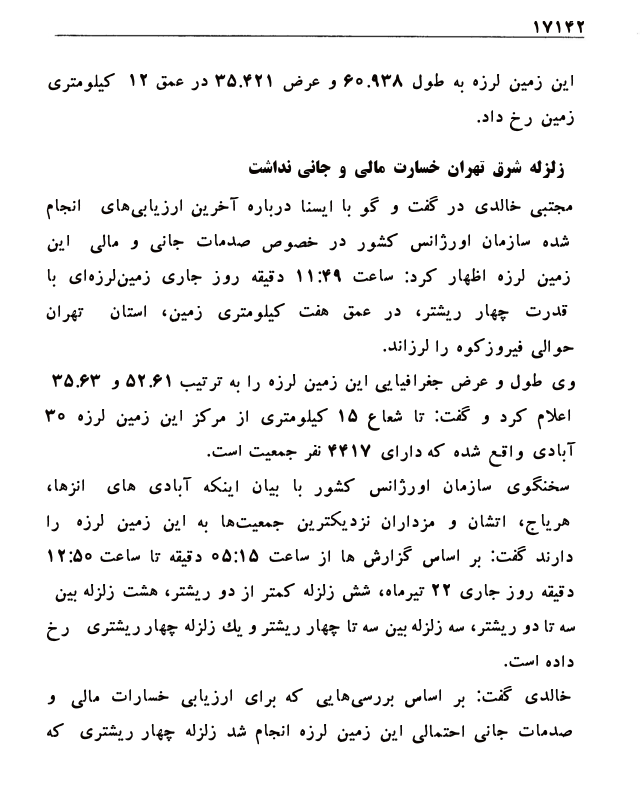 ۱۷۱۴۲
این زمین لرزه به طول ۶۰.۹۳۸ و عرض ۳۵.۴۲۱ در عمق ۱۲ کیلومتری
زمین رخ داد.
زلزله شرق تهران خسارت مالی و جانی نداشت
مجتبی خالدی در گفت و گو با ایسنا درباره آخرین ارزیابی‌های انجام
شده سازمان اورژانس کشور در خصوص صدمات جانی و مالی این
زمین لرزه اظهار کرد: ساعت ۱۱:۴۹ دقیقه روز جاری زمین‌لرزه‌ای با
قدرت چهار ریشتر، در عمق هفت کیلومتری زمین، استان تهران
حوالی فیروزکوه را لرزاند.
وی طول و عرض جغرافیایی این زمین لرزه را به ترتیب ۵۲.۶۱ و ۳۵.۶۳
اعلام کرد و گفت: تا شعاع ۱۵ کیلومتری از مرکز این زمین لرزه ۳۰
آبادی واقع شده که دارای ۴۴۱۷ نفر جمعیت است.
سخنگوی سازمان اورژانس کشور با بیان اینکه آبادی های انزها،
هریاج، اتشان و مزداران نزدیکترین جمعیت‌ها به این زمین لرزه را
دارند گفت: بر اساس گزارش ها از ساعت ۰۵:۱۵ دقیقه تا ساعت ۱۲:۵۰
دقیقه روز جاری ۲۲ تیرماه، شش زلزله کمتر از دو ریشتر، هشت زلزله بین
سه تا دو ریشتر، سه زلزله بین سه تا چهار ریشتر و یك زلزله چهار ریشتری رخ
داده است.
خالدی گفت: بر اساس بررسی‌هایی که برای ارزیابی خسارات مالی و
صدمات جانی احتمالی این زمین لرزه انجام شد زلزله چهار ریشتری که